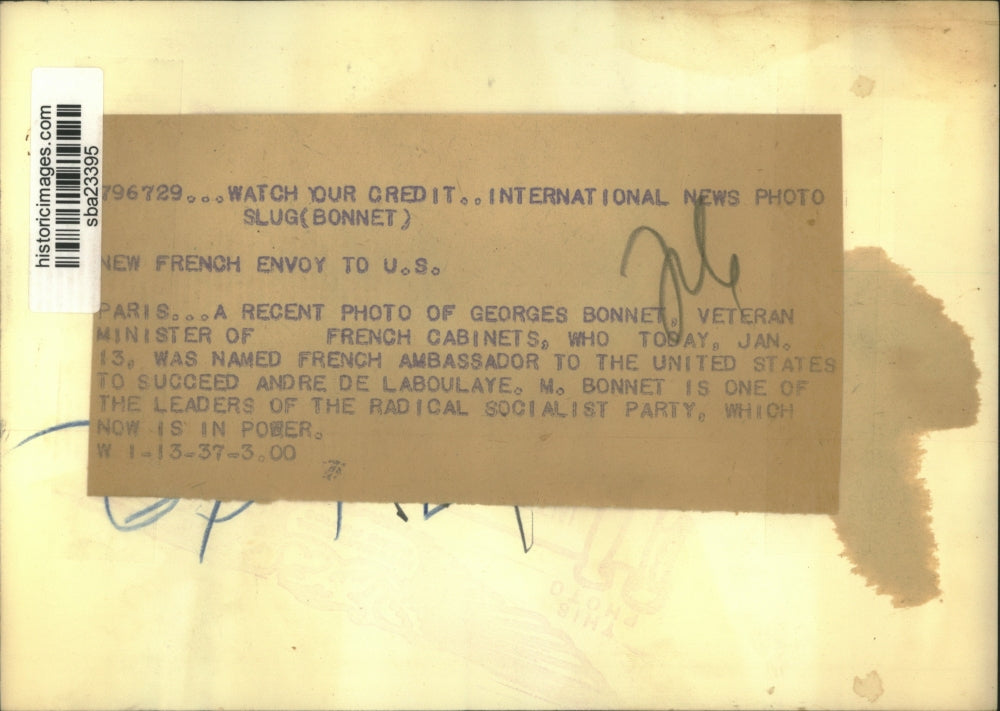 historicimages.com
sba23395
796729...WATCH YOUR CREDIT..INTERNATIONAL NEWS PHOTO
SLUG(BONNET)
NEW FRENCH ENVOY TO U.S.
PARIS...A RECENT PHOTO OF GEORGES BONNET, VETERAN
MINISTER OF FRENCH CABINETS, WHO TODAY, JAN.
13, WAS NAMED FRENCH AMBASSADOR TO THE UNITED STATES
TO SUCCEED ANDRE DE LABOULAYE. M. BONNET IS ONE OF
THE LEADERS OF THE RADICAL SOCIALIST PARTY, WHICH
NOW IS IN POWER.
W 1-13-37-3.00
THIS
PHOTO